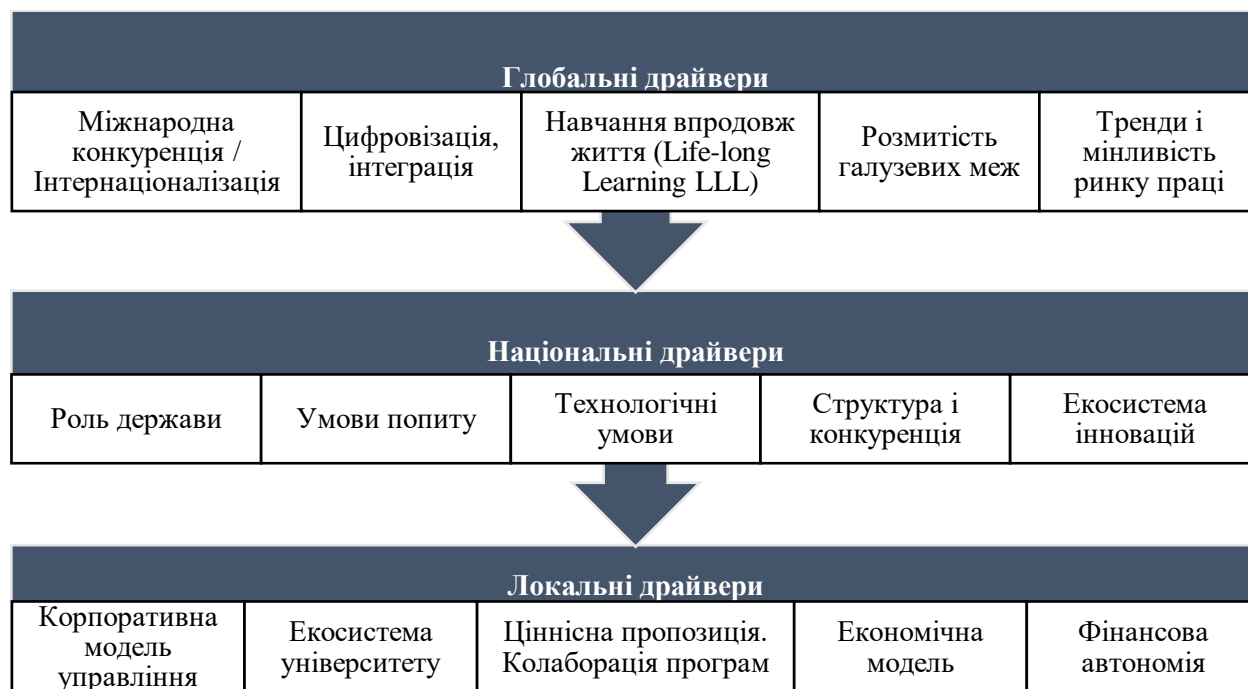 Глобальні драйвери
Міжнародна
конкуренція /
Інтернаціоналізація
Цифровізація,
інтеграція
Навчання впродовж
життя (Life-long
Learning LLL)
Розмитість
галузевих меж
Тренди і
мінливість
ринку праці
Національні драйвери
Роль держави
Умови попиту
Технологічні
умови
Структура і
конкуренція
Екосистема
інновацій
Локальні драйвери
Корпоративна
модель
управління
Екосистема
університету
Ціннісна пропозиція.
Колаборація програм
Економічна
модель
Фінансова
автономія